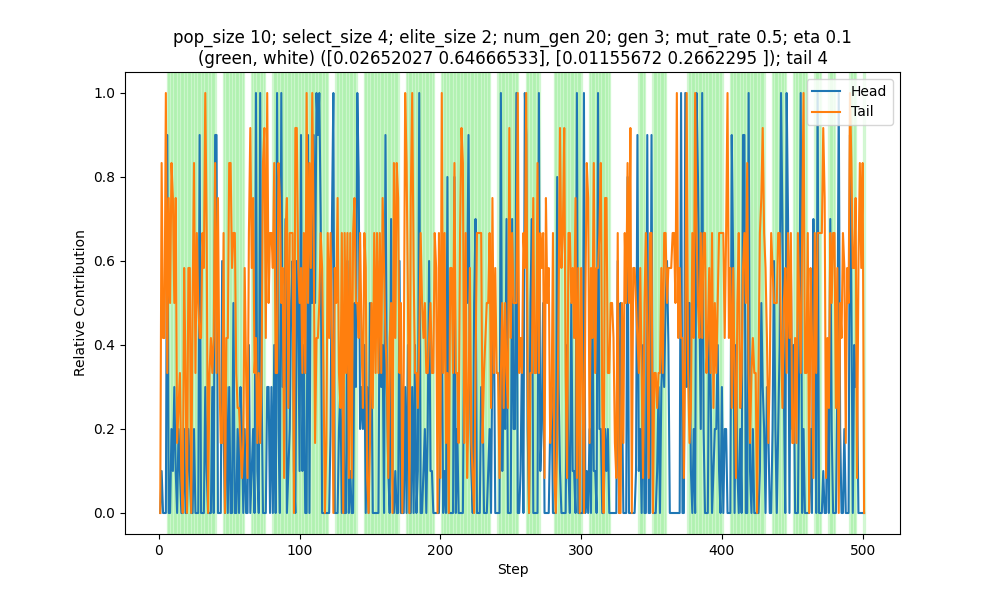 pop_size 10; select_size 4; elite_size 2; num_gen 20; gen 3; mut_rate 0.5; eta 0.1
(green, white) ([0.02652027 0.64666533], [0.01155672 0.2662295 ]); tail 4
Head
Tail
Relative Contribution
1.0
0.8
0.6
0.4
0.2
0.0
0 100 200 300 400 500
Step